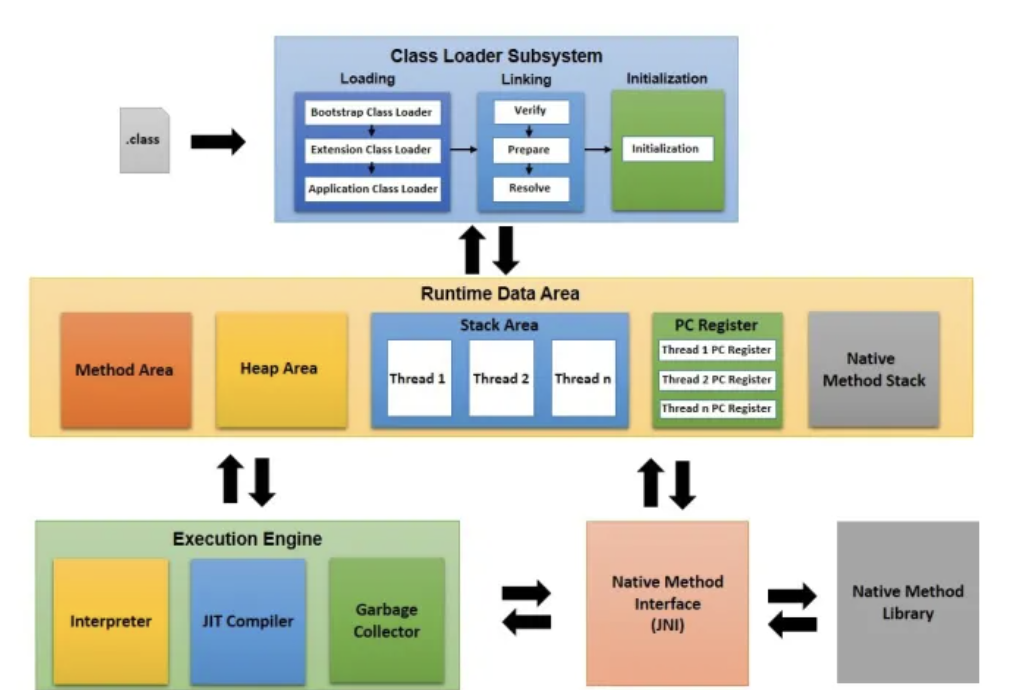 Class Loader Subsystem
Loading
Linking
Initialization
.class
Bootstrap Class Loader
Extension Class Loader
Application Class Loader
Verify
Prepare
Resolve
Initialization
Runtime Data Area
Method Area
Heap Area
Stack Area
Thread 1
Thread 2
Thread n
PC Register
Thread 1 PC Register
Thread 2 PC Register
Thread n PC Register
Native
Method Stack
Execution Engine
Interpreter
JIT Compiler
Garbage
Collector
Native Method
Interface
(JNI)
Native Method
Library